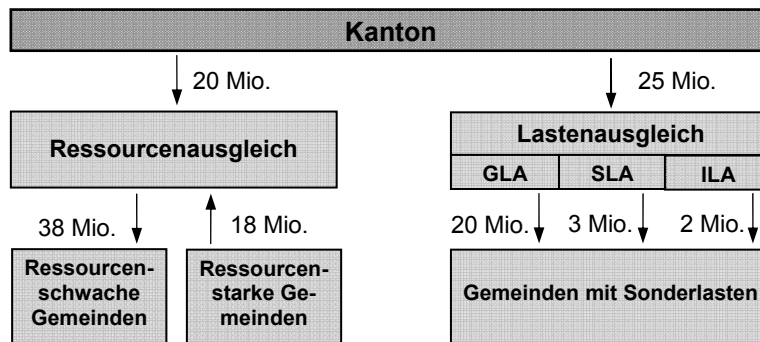 Kanton
20 Mio.
25 Mio.
Ressourcenausgleich
Lastenausgleich
GLA
SLA
ILA
38 Mio.
18 Mio.
20 Mio.
3 Mio.
2 Mio.
Ressourcen-
schwache
Gemeinden
Ressourcen-
starke Ge-
meinden
Gemeinden mit Sonderlasten